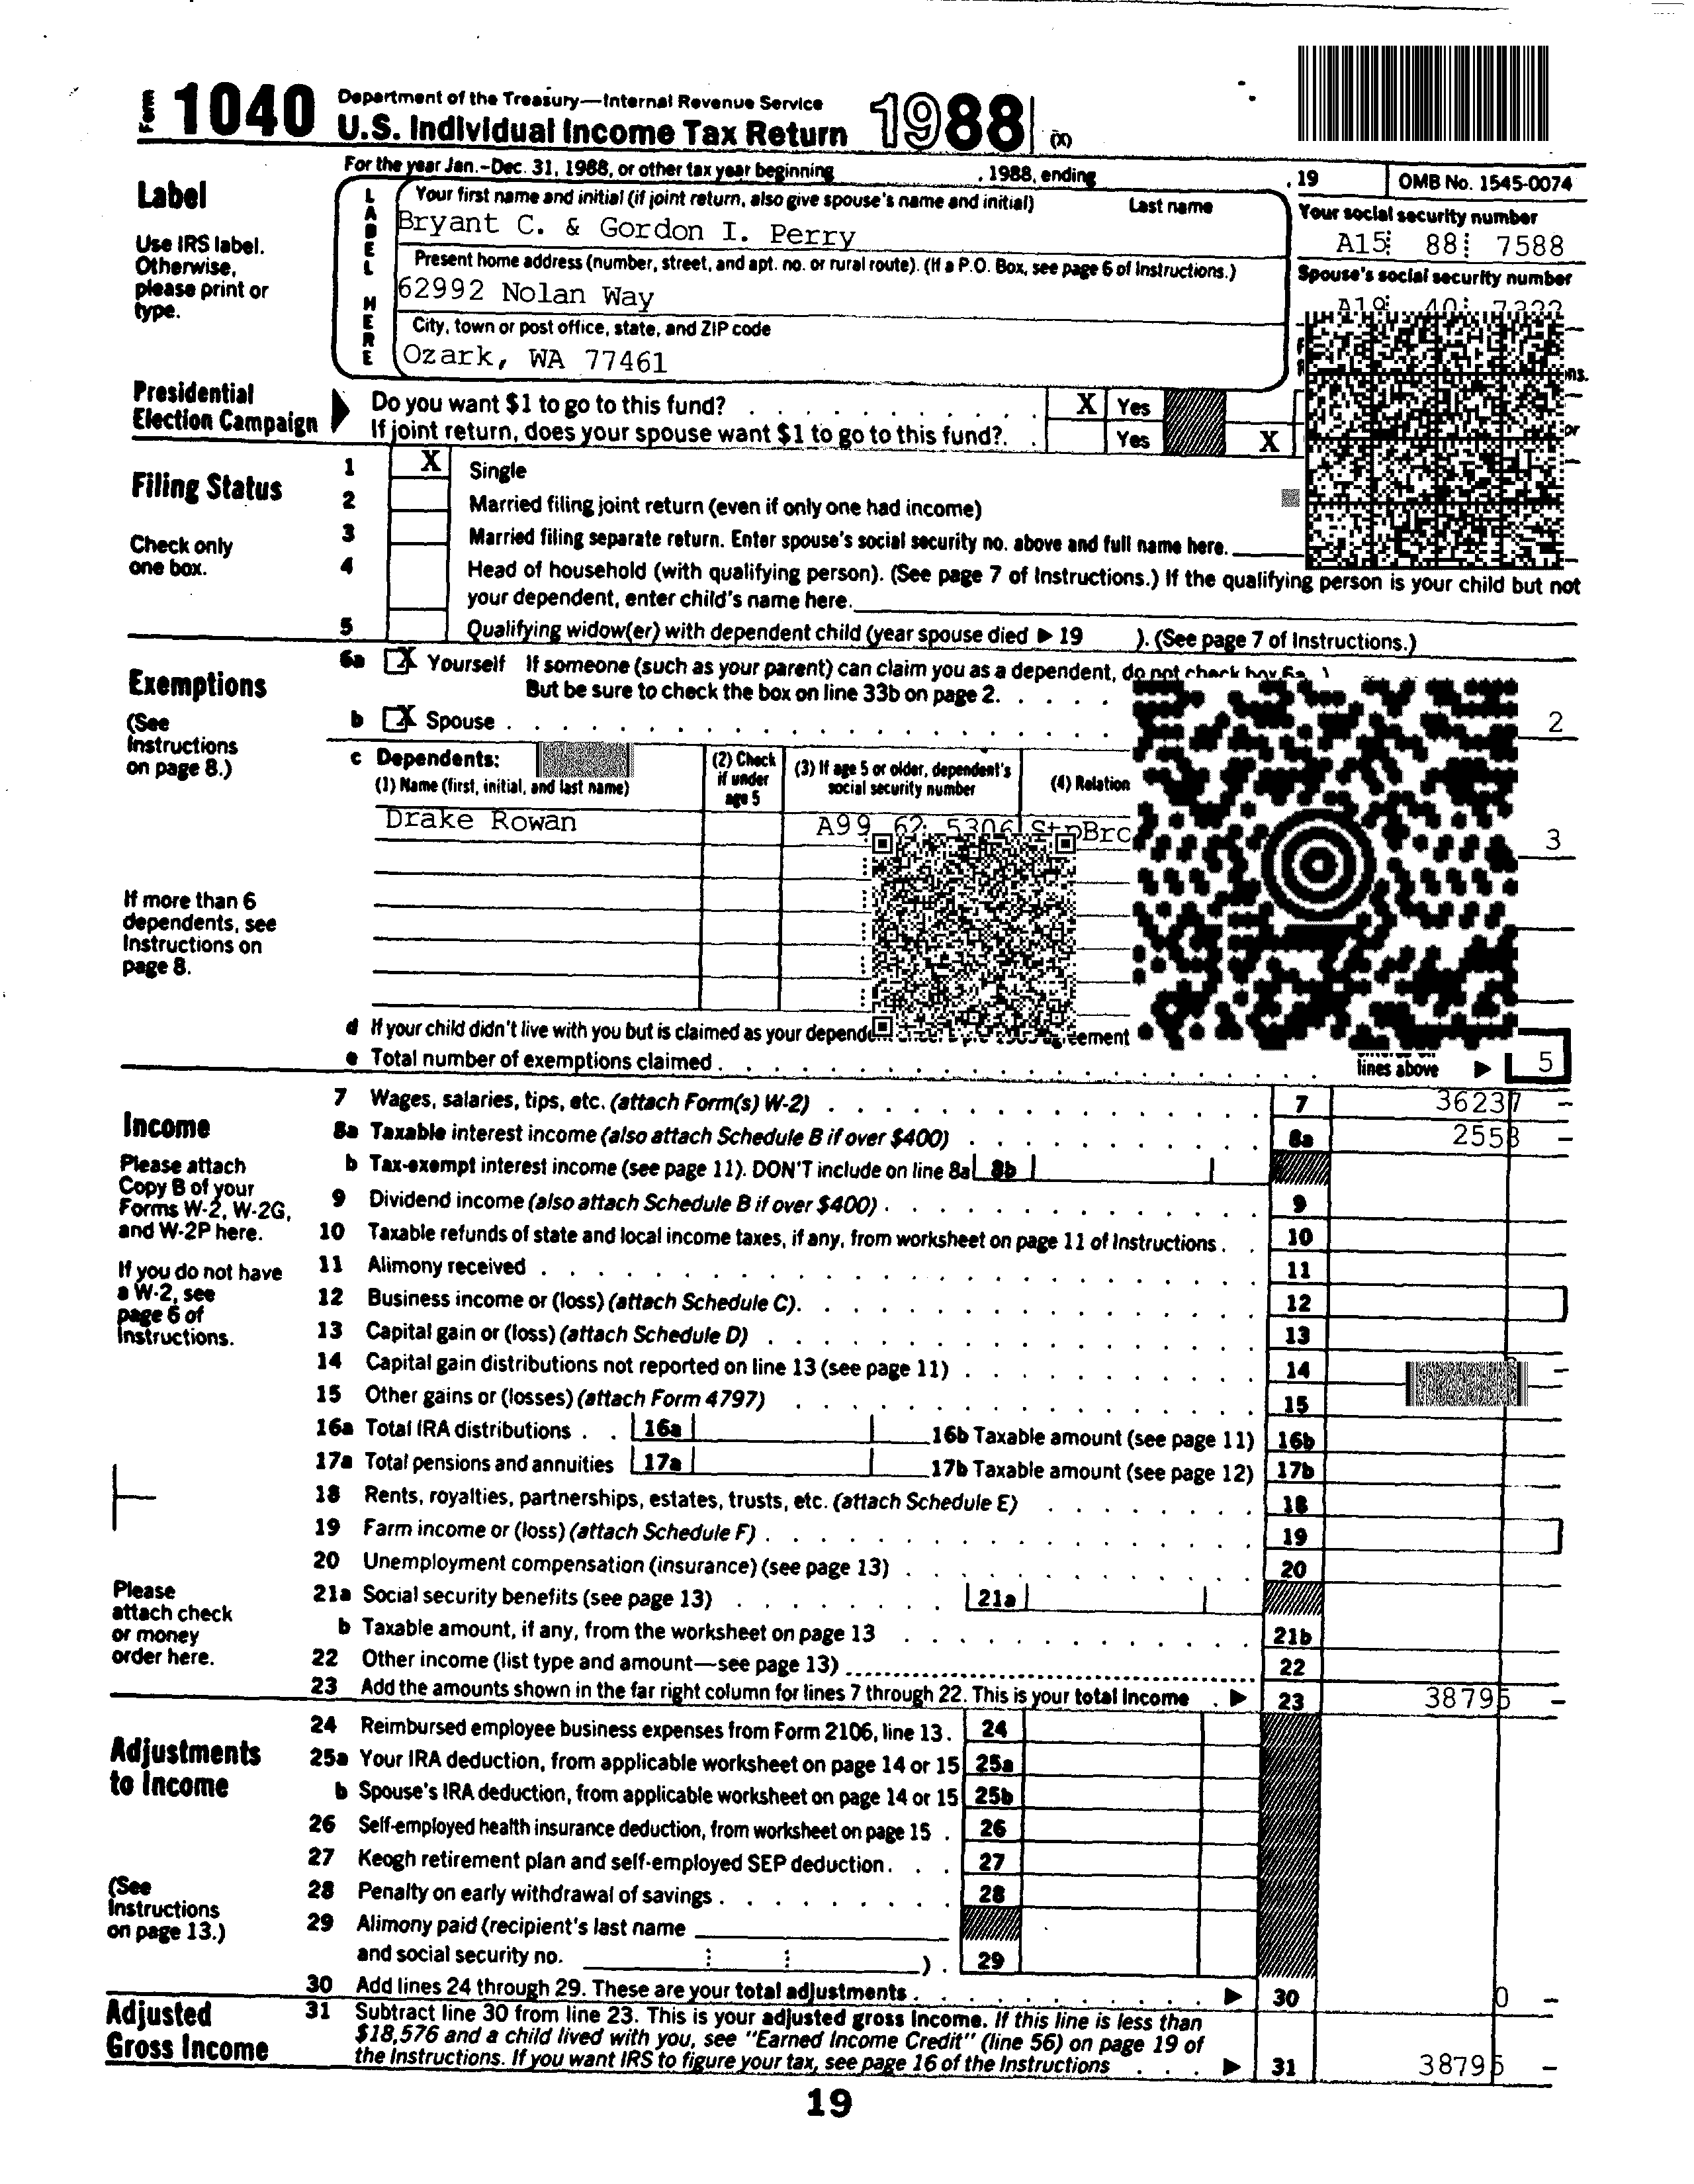 Form 1040 Department of the Treasury—Internal Revenue Service
U.S. Individual Income Tax Return 1988 (X)
For the year Jan.-Dec. 31, 1988, or other tax year beginning , 1988, ending , 19 OMB No. 1545-0074
Label
Use IRS label.
Otherwise,
please print or
type.
LABEL HERE
Your first name and initial (if joint return, also give spouse's name and initial) Last name
Bryant C. & Gordon I. Perry
Your social security number
A15 88 7588
Present home address (number, street, and apt. no. or rural route). (If a P.O. Box, see page 6 of Instructions.)
62992 Nolan Way
Spouse's social security number
A19 40
City, town or post office, state, and ZIP code
Ozark, WA 77461
ns.
Presidential
Election Campaign
Do you want $1 to go to this fund? X Yes
If joint return, does your spouse want $1 to go to this fund? Yes X
or
Filing Status
Check only
one box.
1 X Single
2 Married filing joint return (even if only one had income)
3 Married filing separate return. Enter spouse's social security no. above and full name here.
4 Head of household (with qualifying person). (See page 7 of Instructions.) If the qualifying person is your child but not
your dependent, enter child's name here.
5 Qualifying widow(er) with dependent child (year spouse died ▶ 19 ). (See page 7 of Instructions.)
Exemptions
(See
Instructions
on page 8.)
6a X Yourself If someone (such as your parent) can claim you as a dependent, do not check box 6a.
But be sure to check the box on line 33b on page 2.
b X Spouse 2
c Dependents:
(1) Name (first, initial, and last name) (2) Check if under age 5 (3) If age 5 or older, dependent's social security number (4) Relation
Drake Rowan A99 62 5306 StpBro 3
If more than 6
dependents, see
Instructions on
page 8.
d If your child didn't live with you but is claimed as your agreement
e Total number of exemptions claimed lines above ▶ 5
Income
Please attach
Copy B of your
Forms W-2, W-2G,
and W-2P here.
If you do not have
a W-2, see
page 6 of
Instructions.
Please
attach check
or money
order here.
7 Wages, salaries, tips, etc. (attach Form(s) W-2) 7 36237 –
8a Taxable interest income (also attach Schedule B if over $400) 8a 2558 –
b Tax-exempt interest income (see page 11). DON'T include on line 8a 8b
9 Dividend income (also attach Schedule B if over $400) 9
10 Taxable refunds of state and local income taxes, if any, from worksheet on page 11 of Instructions 10
11 Alimony received 11
12 Business income or (loss) (attach Schedule C) 12
13 Capital gain or (loss) (attach Schedule D) 13
14 Capital gain distributions not reported on line 13 (see page 11) 14 –
15 Other gains or (losses) (attach Form 4797) 15
16a Total IRA distributions 16a 16b Taxable amount (see page 11) 16b
17a Total pensions and annuities 17a 17b Taxable amount (see page 12) 17b
18 Rents, royalties, partnerships, estates, trusts, etc. (attach Schedule E) 18
19 Farm income or (loss) (attach Schedule F) 19
20 Unemployment compensation (insurance) (see page 13) 20
21a Social security benefits (see page 13) 21a
b Taxable amount, if any, from the worksheet on page 13 21b
22 Other income (list type and amount—see page 13) 22
23 Add the amounts shown in the far right column for lines 7 through 22. This is your total income ▶ 23 38795 –
Adjustments
to Income
(See
Instructions
on page 13.)
24 Reimbursed employee business expenses from Form 2106, line 13 24
25a Your IRA deduction, from applicable worksheet on page 14 or 15 25a
b Spouse's IRA deduction, from applicable worksheet on page 14 or 15 25b
26 Self-employed health insurance deduction, from worksheet on page 15 26
27 Keogh retirement plan and self-employed SEP deduction 27
28 Penalty on early withdrawal of savings 28
29 Alimony paid (recipient's last name
and social security no. ) 29
30 Add lines 24 through 29. These are your total adjustments ▶ 30 0 –
Adjusted
Gross Income
31 Subtract line 30 from line 23. This is your adjusted gross income. If this line is less than
$18,576 and a child lived with you, see "Earned Income Credit" (line 56) on page 19 of
the Instructions. If you want IRS to figure your tax, see page 16 of the Instructions ▶ 31 38795 –
19